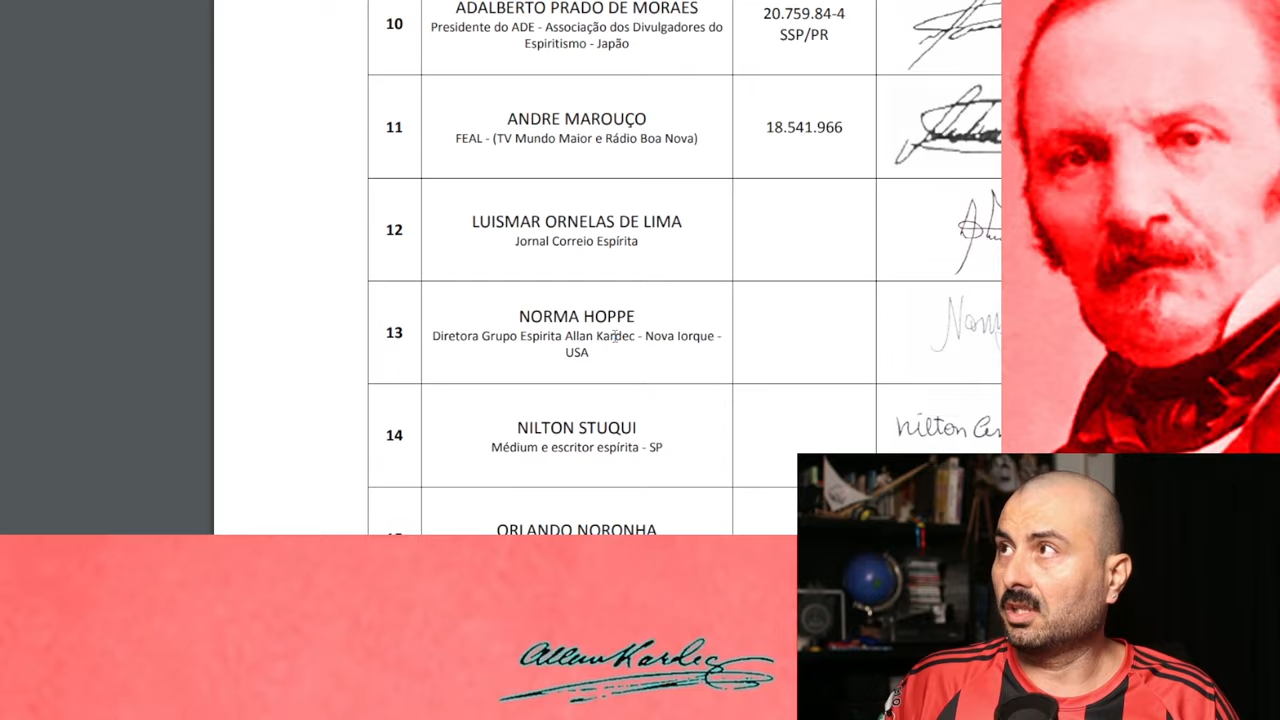 10
ADALBERTO PRADO DE MORAES
Presidente do ADE - Associação dos Divulgadores do
Espiritismo - Japão
20.759.84-4
SSP/PR
11
ANDRE MAROUÇO
FEAL - (TV Mundo Maior e Rádio Boa Nova)
18.541.966
12
LUISMAR ORNELAS DE LIMA
Jornal Correio Espírita
13
NORMA HOPPE
Diretora Grupo Espirita Allan Kardec - Nova Iorque -
USA
14
NILTON STUQUI
Médium e escritor espírita - SP
nilton
ORLANDO NORONHA
Allan Kardec